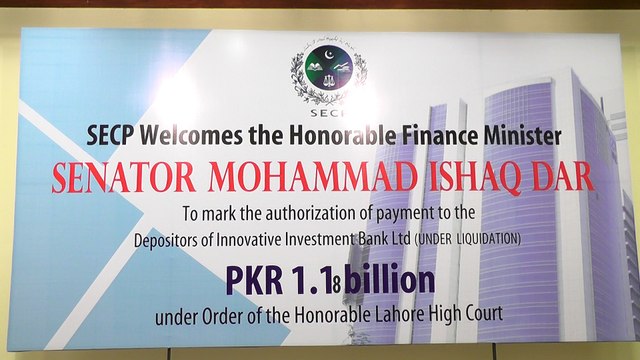 SECP
SECP Welcomes the Honorable Finance Minister
SENATOR MOHAMMAD ISHAQ DAR
To mark the authorization of payment to the
Depositors of Innovative Investment Bank Ltd (UNDER LIQUIDATION)
PKR 1.18 billion
under Order of the Honorable Lahore High Court